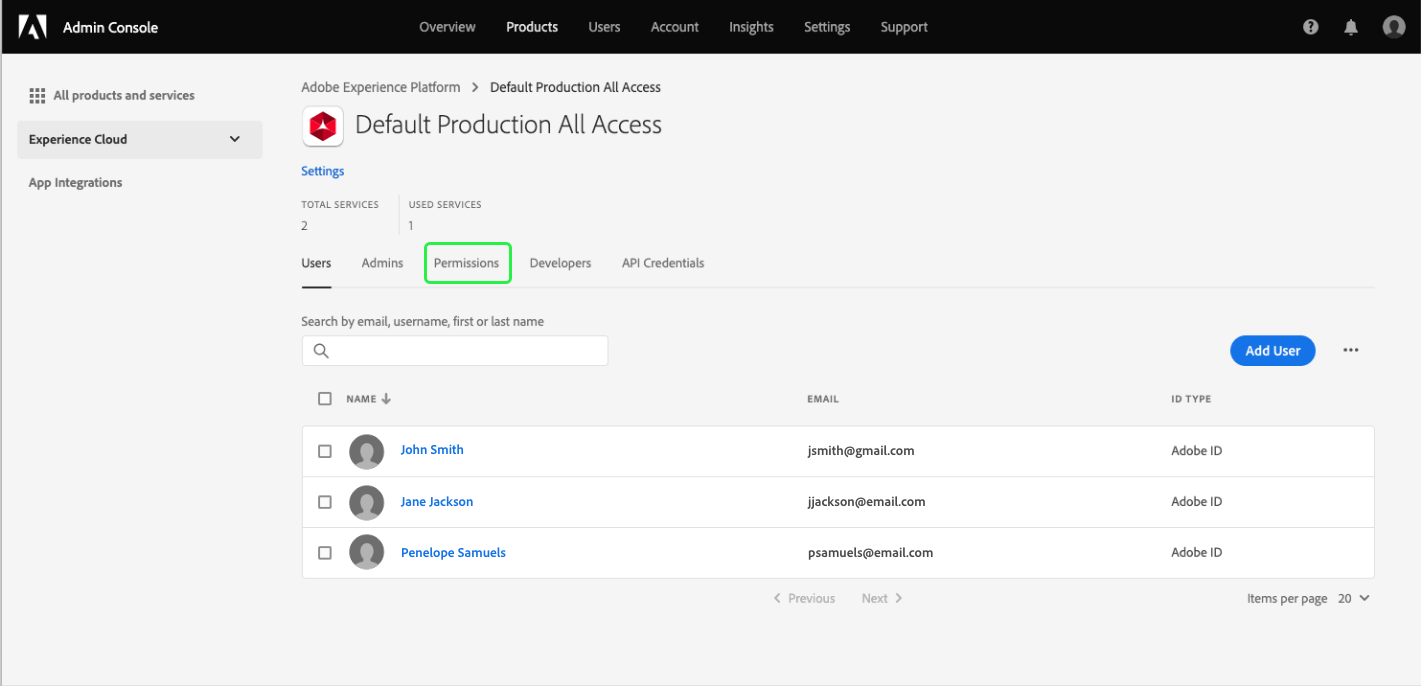 Admin Console Overview Products Users Account Insights Settings Support
All products and services
Experience Cloud
App Integrations
Adobe Experience Platform > Default Production All Access
Default Production All Access
Settings
TOTAL SERVICES USED SERVICES
2 1
Users Admins Permissions Developers API Credentials
Search by email, username, first or last name
Add User
NAME EMAIL ID TYPE
John Smith jsmith@gmail.com Adobe ID
Jane Jackson jjackson@email.com Adobe ID
Penelope Samuels psamuels@email.com Adobe ID
Previous Next Items per page 20